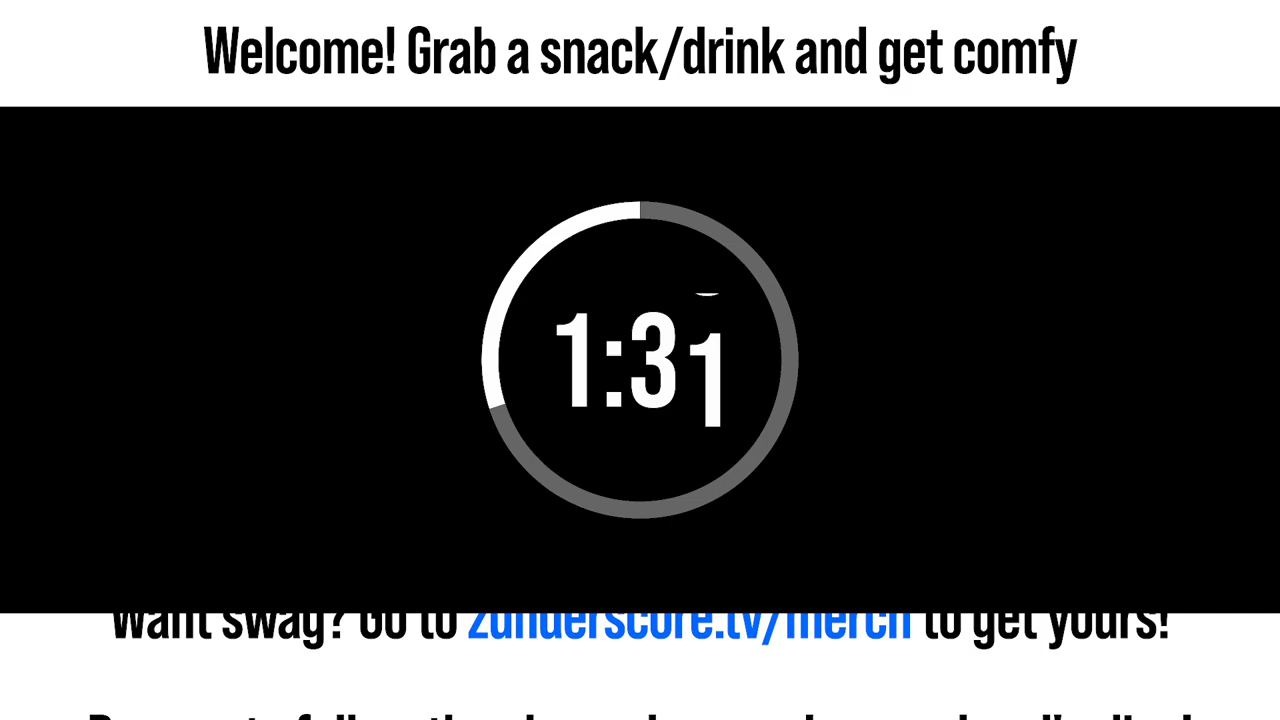 Welcome! Grab a snack/drink and get comfy
1:31
Want swag? Go to zunderscore.tv/merch to get yours!